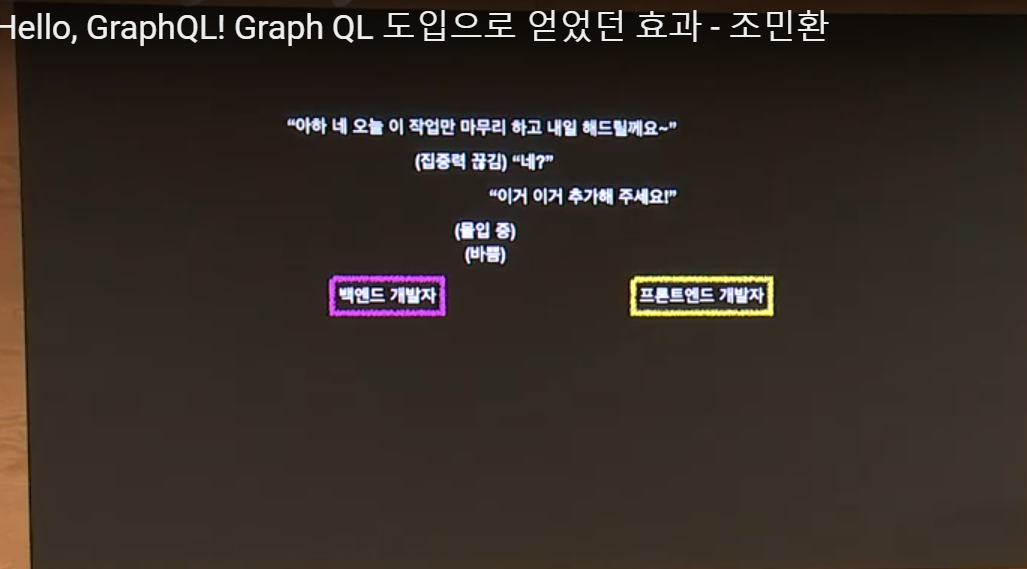 Hello, GraphQL! Graph QL 도입으로 얻었던 효과 - 조민환
“아하 네 오늘 이 작업만 마무리 하고 내일 해드릴께요~”
(집중력 끊김) “네?”
“이거 이거 추가해 주세요!”
(몰입 중)
(바쁨)
백엔드 개발자
프론트엔드 개발자